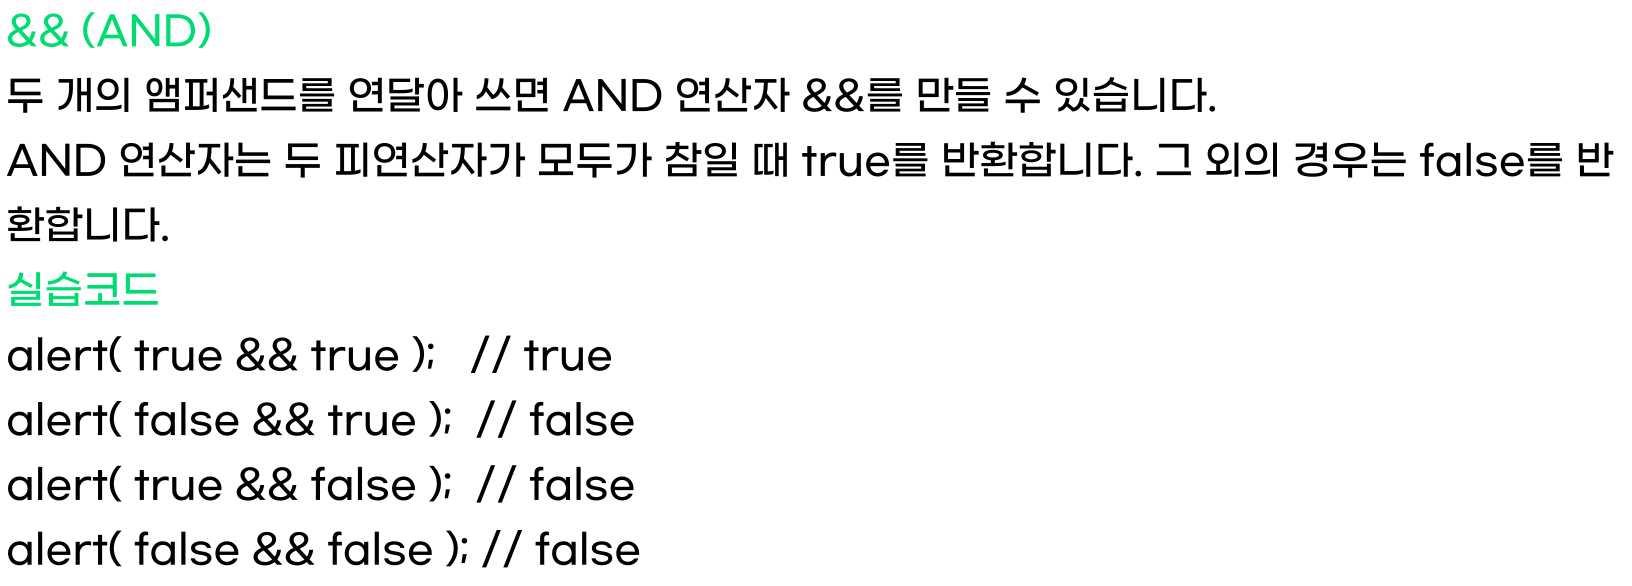 && (AND)
두 개의 앰퍼샌드를 연달아 쓰면 AND 연산자 &&를 만들 수 있습니다.
AND 연산자는 두 피연산자가 모두가 참일 때 true를 반환합니다. 그 외의 경우는 false를 반
환합니다.
실습코드
alert( true && true );   // true
alert( false && true );  // false
alert( true && false );  // false
alert( false && false ); // false